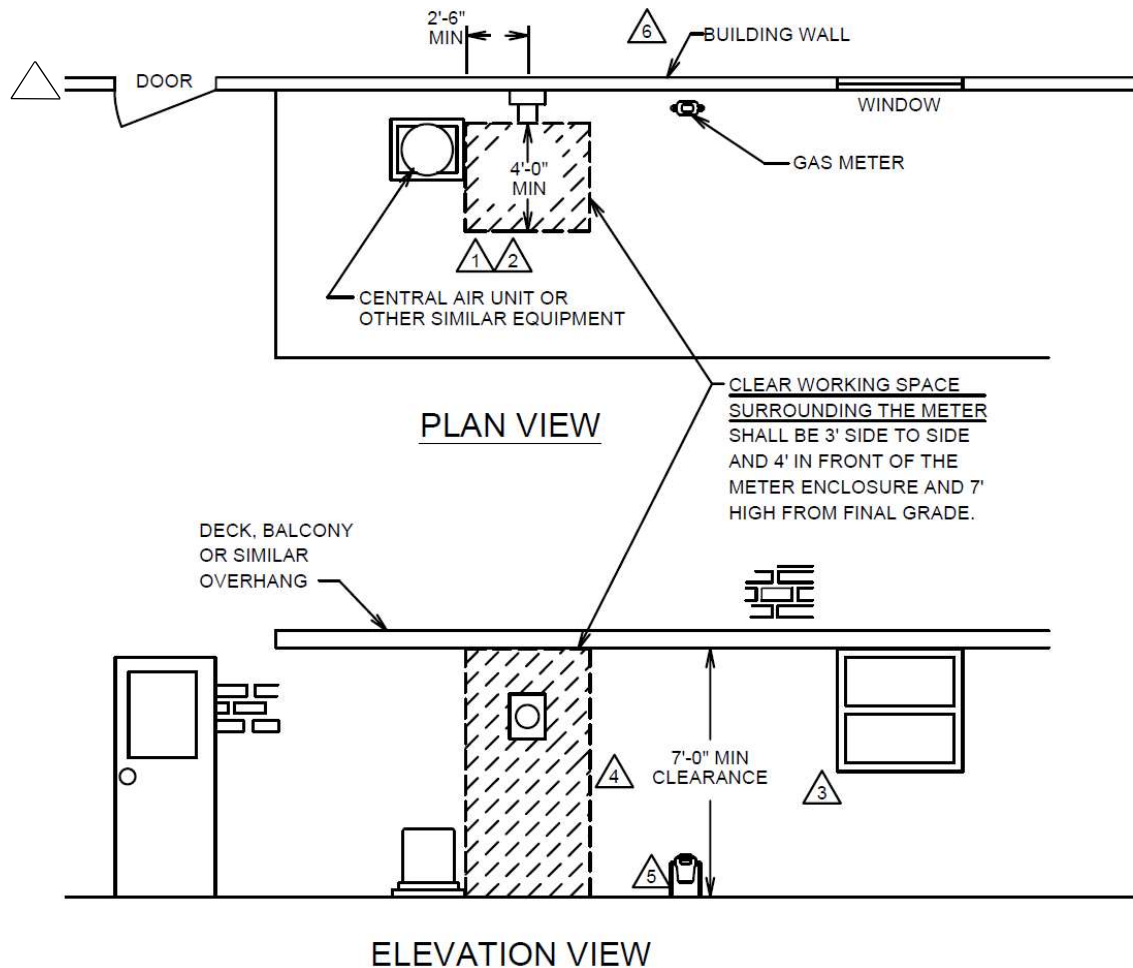 2'-6"
MIN
6
BUILDING WALL
DOOR
WINDOW
GAS METER
4'-0"
MIN
1
2
CENTRAL AIR UNIT OR
OTHER SIMILAR EQUIPMENT
PLAN VIEW
CLEAR WORKING SPACE
SURROUNDING THE METER
SHALL BE 3' SIDE TO SIDE
AND 4' IN FRONT OF THE
METER ENCLOSURE AND 7'
HIGH FROM FINAL GRADE.
DECK, BALCONY
OR SIMILAR
OVERHANG
7'-0" MIN
CLEARANCE
4
3
5
ELEVATION VIEW